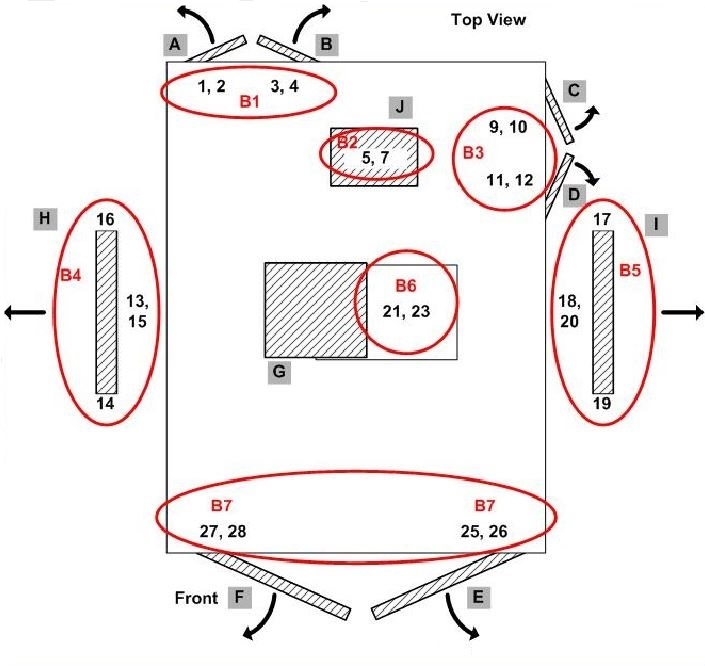 Top View
A
B
1, 2
3, 4
B1
C
J
9, 10
B2
B3
5, 7
11, 12
D
H
16
17
I
B4
B5
B6
13,
15
18,
20
21, 23
G
14
19
B7
B7
27, 28
25, 26
Front
F
E